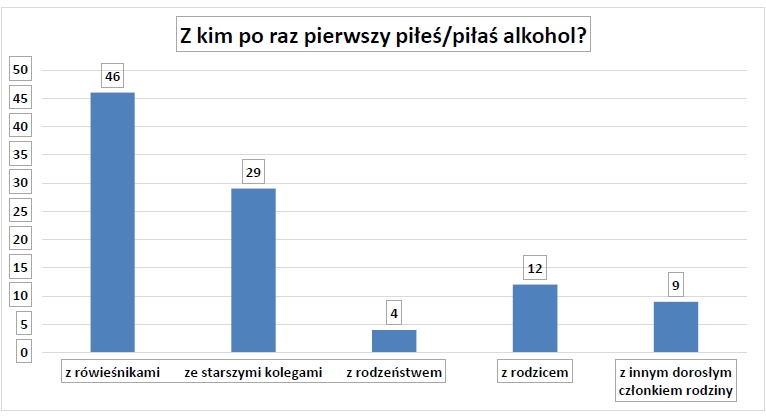 Z kim po raz pierwszy piłeś/piłaś alkohol?
50
45
40
35
30
25
20
15
10
5
0
46
29
4
12
9
z rówieśnikami
ze starszymi kolegami
z rodzeństwem
z rodzicem
z innym dorosłym
członkiem rodziny